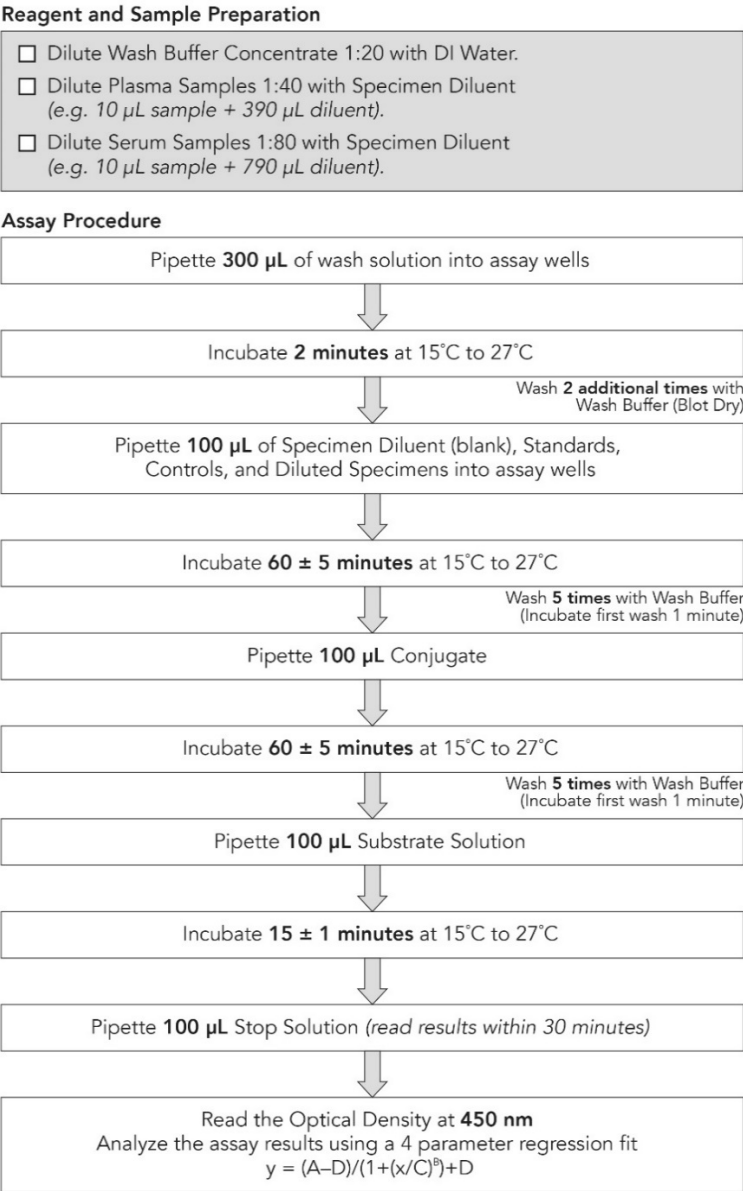 Reagent and Sample Preparation
Dilute Wash Buffer Concentrate 1:20 with DI Water.
Dilute Plasma Samples 1:40 with Specimen Diluent
(e.g. 10 µL sample + 390 µL diluent).
Dilute Serum Samples 1:80 with Specimen Diluent
(e.g. 10 µL sample + 790 µL diluent).
Assay Procedure
Pipette 300 µL of wash solution into assay wells
Incubate 2 minutes at 15˚C to 27˚C
Wash 2 additional times with
Wash Buffer (Blot Dry)
Pipette 100 µL of Specimen Diluent (blank), Standards,
Controls, and Diluted Specimens into assay wells
Incubate 60 ± 5 minutes at 15˚C to 27˚C
Wash 5 times with Wash Buffer
(Incubate first wash 1 minute)
Pipette 100 µL Conjugate
Incubate 60 ± 5 minutes at 15˚C to 27˚C
Wash 5 times with Wash Buffer
(Incubate first wash 1 minute)
Pipette 100 µL Substrate Solution
Incubate 15 ± 1 minutes at 15˚C to 27˚C
Pipette 100 µL Stop Solution (read results within 30 minutes)
Read the Optical Density at 450 nm
Analyze the assay results using a 4 parameter regression fit
y = (A–D)/(1+(x/C)ᴮ)+D